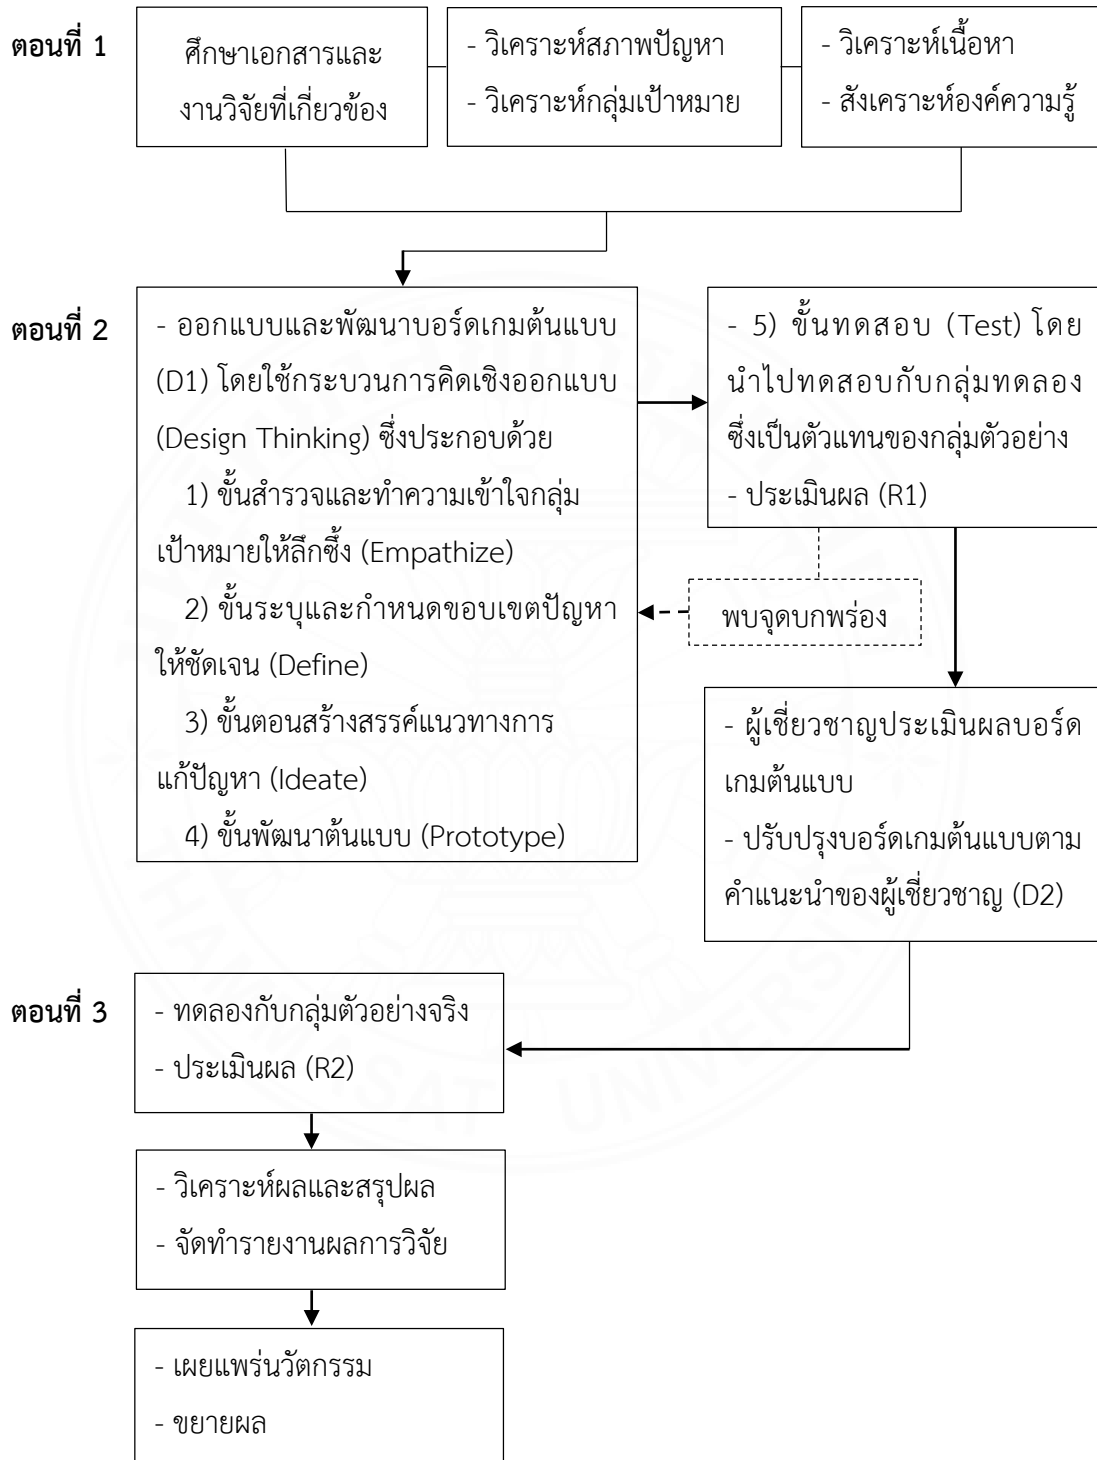 ตอนที่ 1
ศึกษาเอกสารและ
งานวิจัยที่เกี่ยวข้อง
- วิเคราะห์สภาพปัญหา
- วิเคราะห์กลุ่มเป้าหมาย
- วิเคราะห์เนื้อหา
- สังเคราะห์องค์ความรู้
ตอนที่ 2
- ออกแบบและพัฒนาบอร์ดเกมต้นแบบ
(D1) โดยใช้กระบวนการคิดเชิงออกแบบ
(Design Thinking) ซึ่งประกอบด้วย
1) ขั้นสำรวจและทำความเข้าใจกลุ่ม
เป้าหมายให้ลึกซึ้ง (Empathize)
2) ขั้นระบุและกำหนดขอบเขตปัญหา
ให้ชัดเจน (Define)
3) ขั้นตอนสร้างสรรค์แนวทางการ
แก้ปัญหา (Ideate)
4) ขั้นพัฒนาต้นแบบ (Prototype)
- 5) ขั้นทดสอบ (Test) โดย
นำไปทดสอบกับกลุ่มทดลอง
ซึ่งเป็นตัวแทนของกลุ่มตัวอย่าง
- ประเมินผล (R1)
พบจุดบกพร่อง
- ผู้เชี่ยวชาญประเมินผลบอร์ด
เกมต้นแบบ
- ปรับปรุงบอร์ดเกมต้นแบบตาม
คำแนะนำของผู้เชี่ยวชาญ (D2)
ตอนที่ 3
- ทดลองกับกลุ่มตัวอย่างจริง
- ประเมินผล (R2)
- วิเคราะห์ผลและสรุปผล
- จัดทำรายงานผลการวิจัย
- เผยแพร่นวัตกรรม
- ขยายผล
THAMMASAT UNIVERSITY